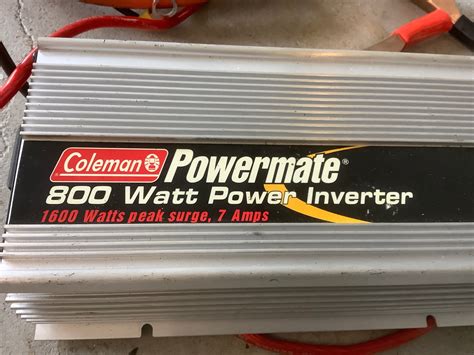 Coleman Powermate®
800 Watt Power Inverter
1600 Watts peak surge, 7 Amps